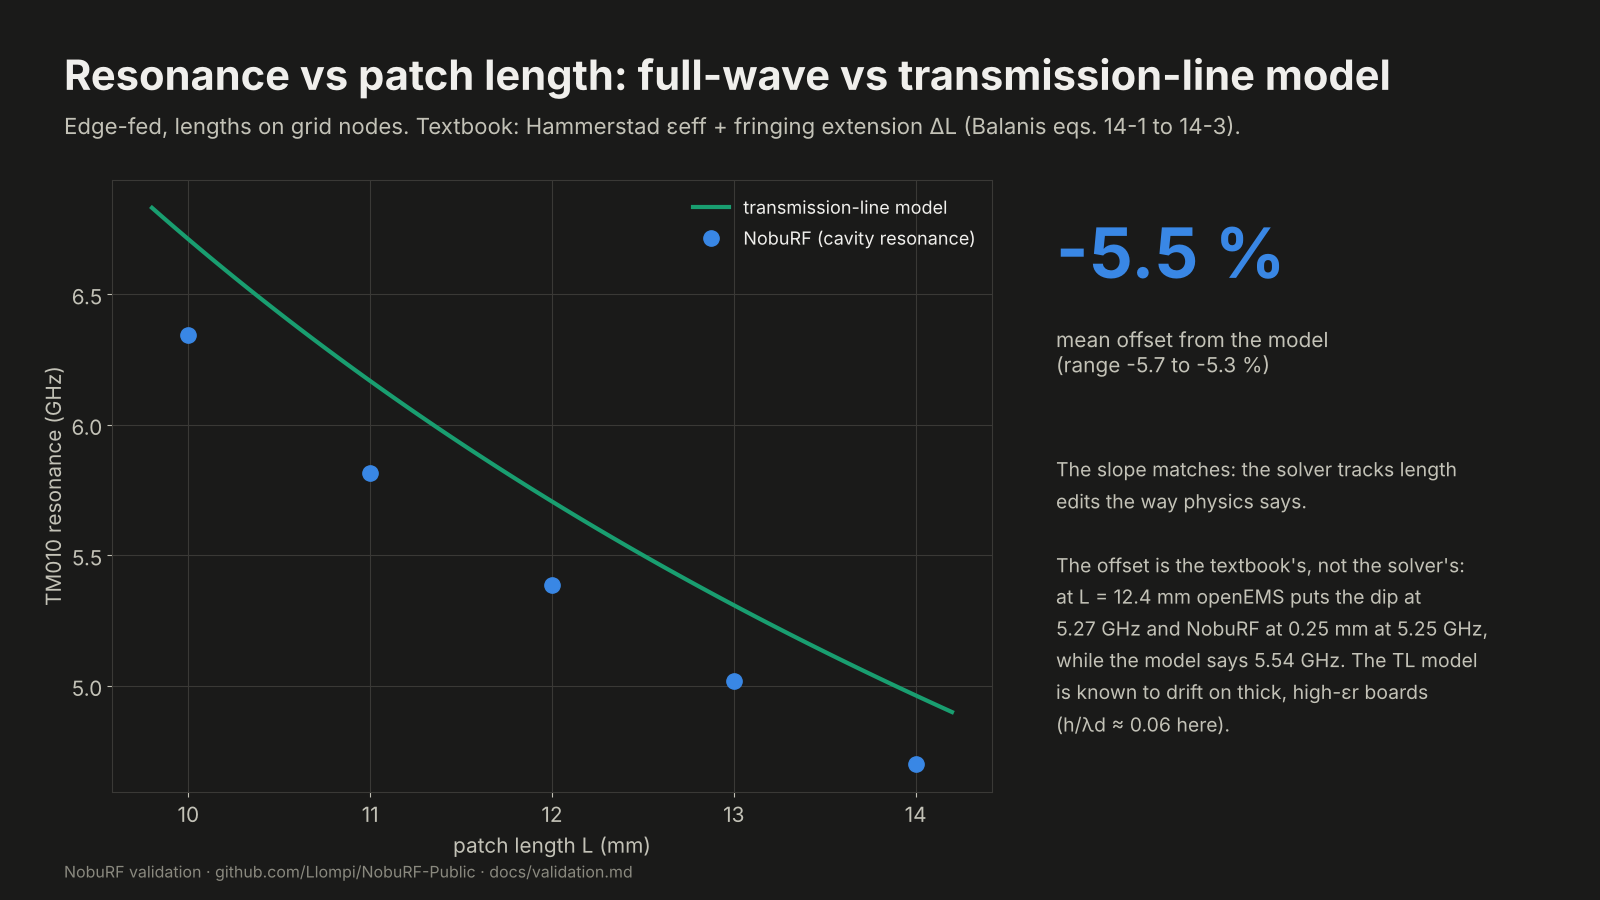 Resonance vs patch length: full-wave vs transmission-line model
Edge-fed, lengths on grid nodes. Textbook: Hammerstad εeff + fringing extension ΔL (Balanis eqs. 14-1 to 14-3).
transmission-line model
NobuRF (cavity resonance)
6.5
6.0
5.5
5.0
TM010 resonance (GHz)
10
11
12
13
14
patch length L (mm)
-5.5 %
mean offset from the model
(range -5.7 to -5.3 %)
The slope matches: the solver tracks length
edits the way physics says.
The offset is the textbook's, not the solver's:
at L = 12.4 mm openEMS puts the dip at
5.27 GHz and NobuRF at 0.25 mm at 5.25 GHz,
while the model says 5.54 GHz. The TL model
is known to drift on thick, high-εr boards
(h/λd ≈ 0.06 here).
NobuRF validation · github.com/Llompi/NobuRF-Public · docs/validation.md